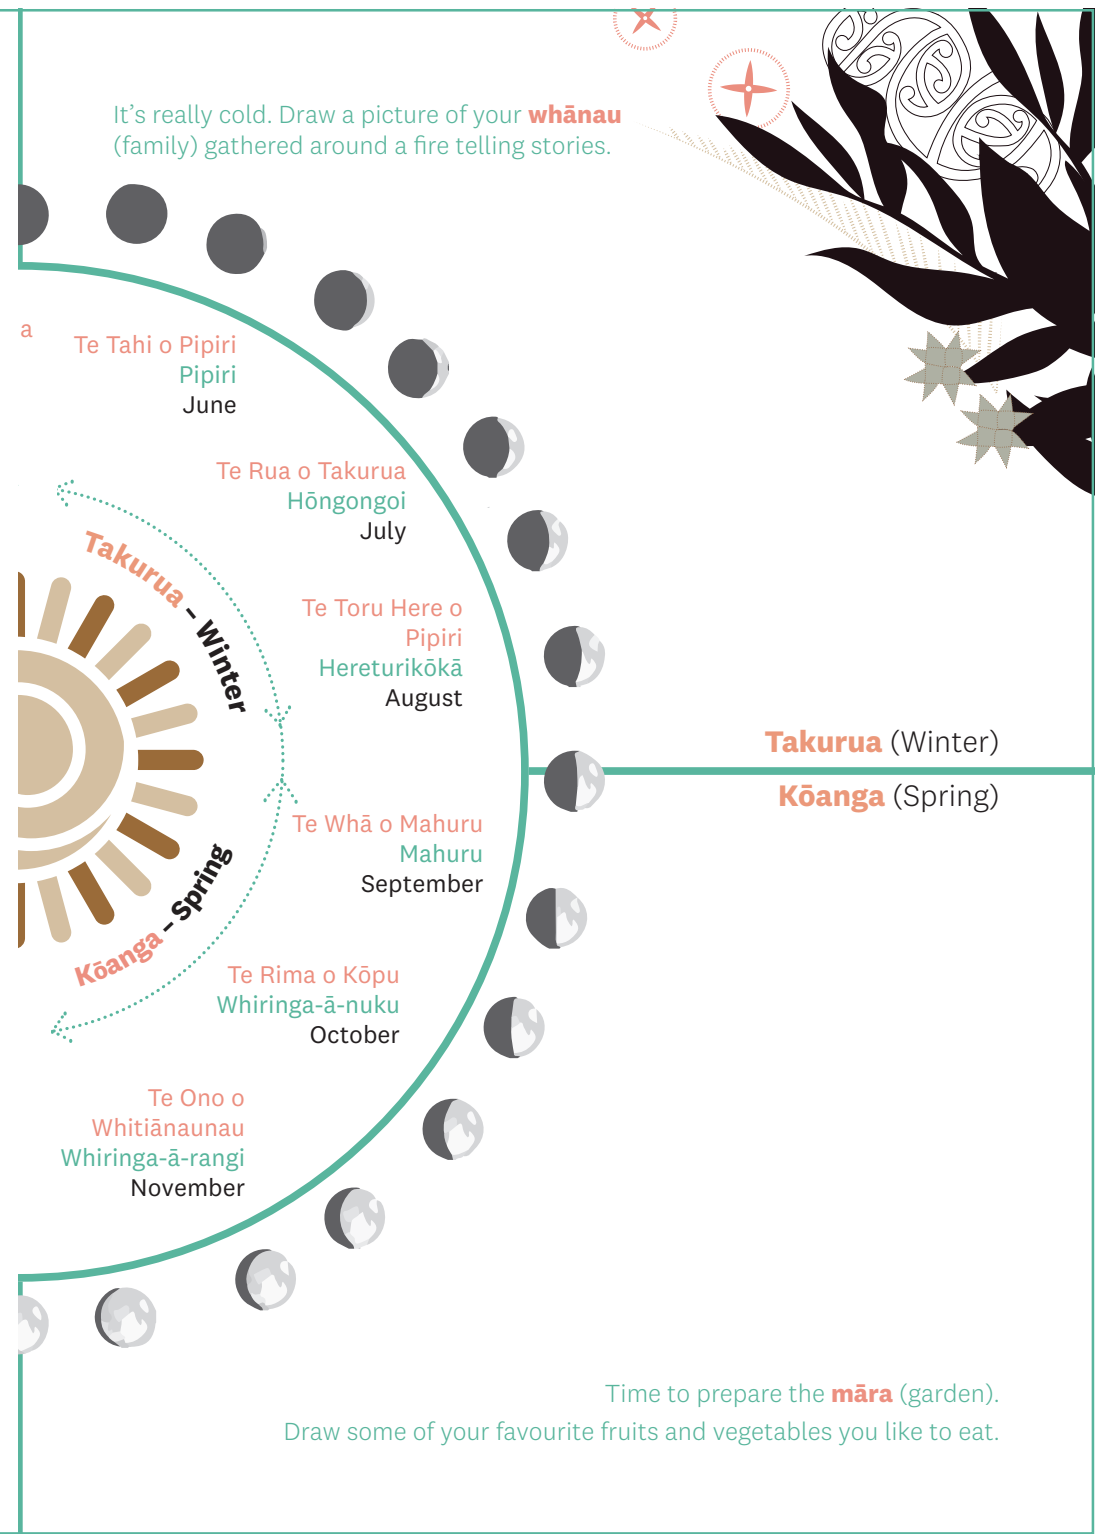 It's really cold. Draw a picture of your whānau
(family) gathered around a fire telling stories.
a
Te Tahi o Pipiri
Pipiri
June
Te Rua o Takurua
Hōngongoi
July
Te Toru Here o
Pipiri
Hereturikōkā
August
Takurua – Winter
Takurua (Winter)
Kōanga (Spring)
Te Whā o Mahuru
Mahuru
September
Kōanga – Spring
Te Rima o Kōpu
Whiringa-ā-nuku
October
Te Ono o
Whitiānaunau
Whiringa-ā-rangi
November
Time to prepare the māra (garden).
Draw some of your favourite fruits and vegetables you like to eat.